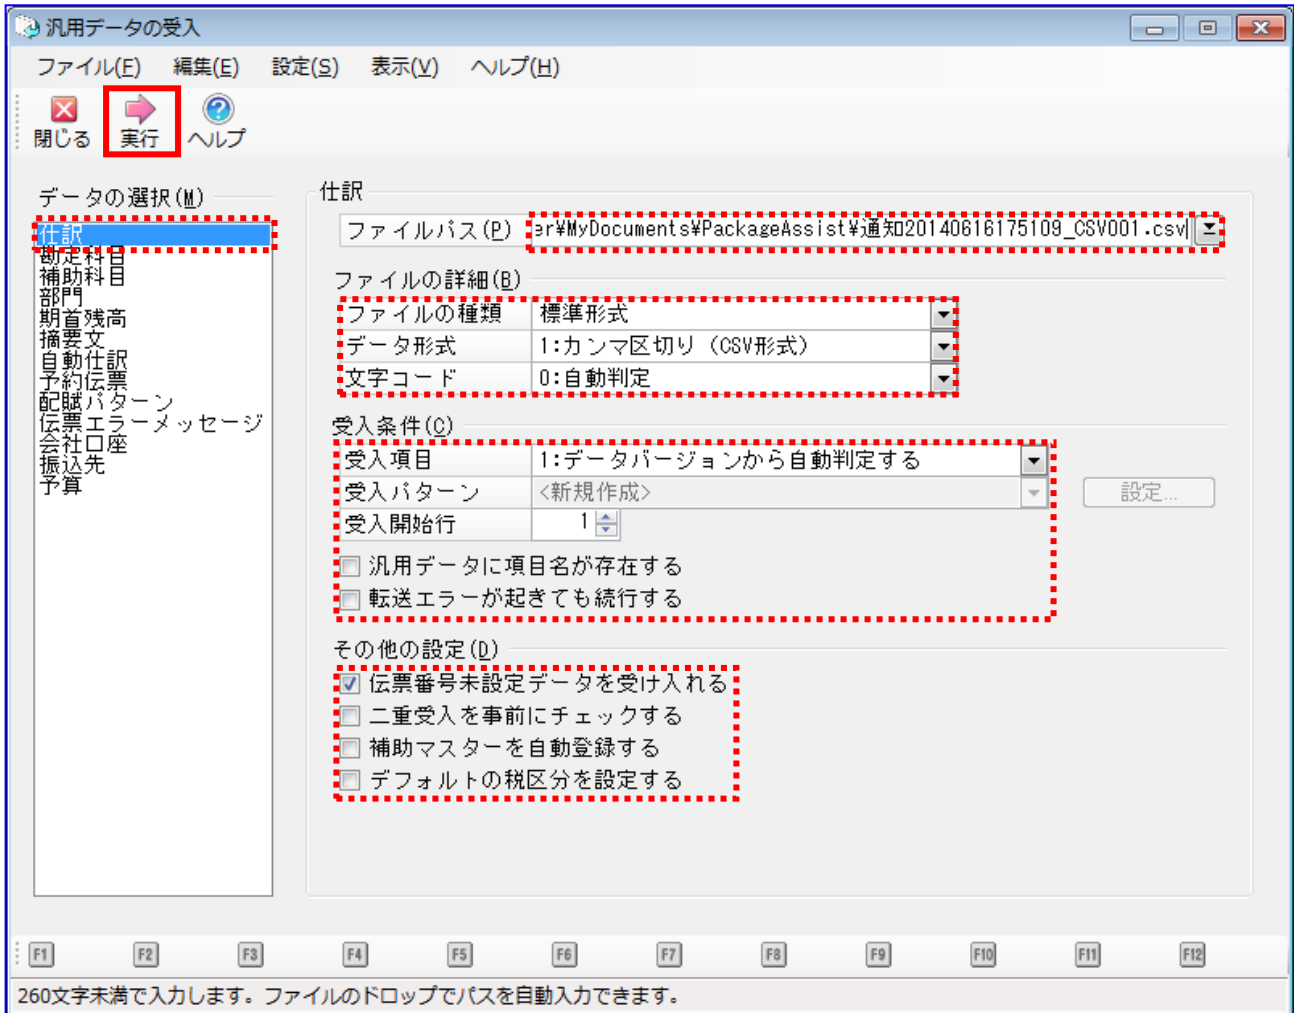 汎用データの受入
ファイル(F) 編集(E) 設定(S) 表示(V) ヘルプ(H)
閉じる 実行 ヘルプ
データの選択(M)
仕訳
勘定科目
補助科目
部門
期首残高
摘要文
自動仕訳
予約伝票
配賦パターン
伝票エラーメッセージ
会社口座
振込先
予算
仕訳
ファイルパス(P) er¥MyDocuments¥PackageAssist¥通知20140616175109_CSV001.csv
ファイルの詳細(B)
ファイルの種類 標準形式
データ形式 1:カンマ区切り（CSV形式）
文字コード 0:自動判定
受入条件(C)
受入項目 1:データバージョンから自動判定する
受入パターン <新規作成> 設定...
受入開始行 1
汎用データに項目名が存在する
転送エラーが起きても続行する
その他の設定(D)
伝票番号未設定データを受け入れる
二重受入を事前にチェックする
補助マスターを自動登録する
デフォルトの税区分を設定する
F1 F2 F3 F4 F5 F6 F7 F8 F9 F10 F11 F12
260文字未満で入力します。ファイルのドロップでパスを自動入力できます。